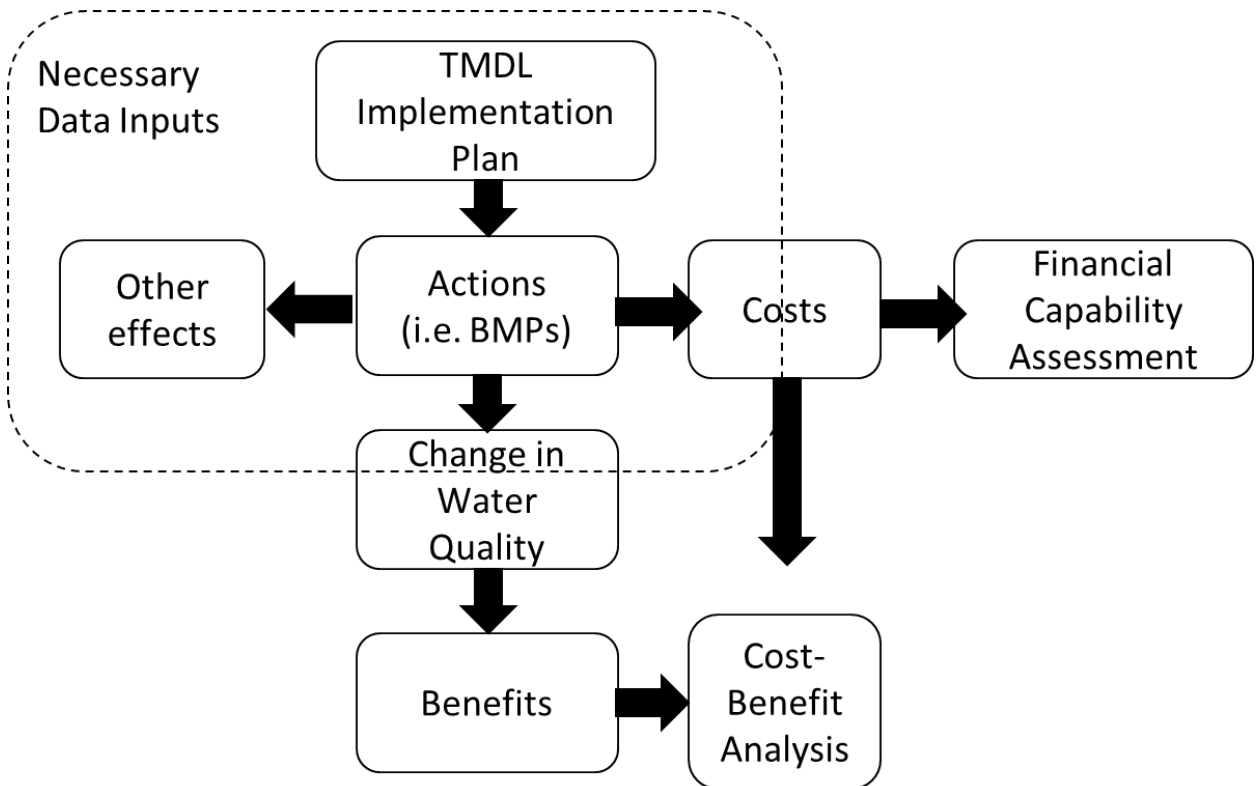 Necessary
Data Inputs
TMDL
Implementation
Plan
Other
effects
Actions
(i.e. BMPs)
Costs
Financial
Capability
Assessment
Change in
Water
Quality
Benefits
Cost-
Benefit
Analysis